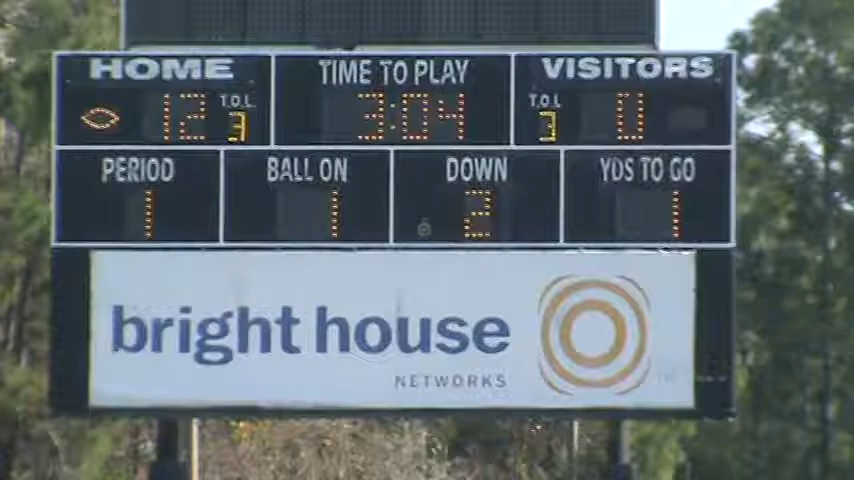 HOME TIME TO PLAY VISITORS
12 T.O.L 3 3:04 T.O.L 3 0
PERIOD BALL ON DOWN YDS TO GO
1 1 2 1
bright house
NETWORKS